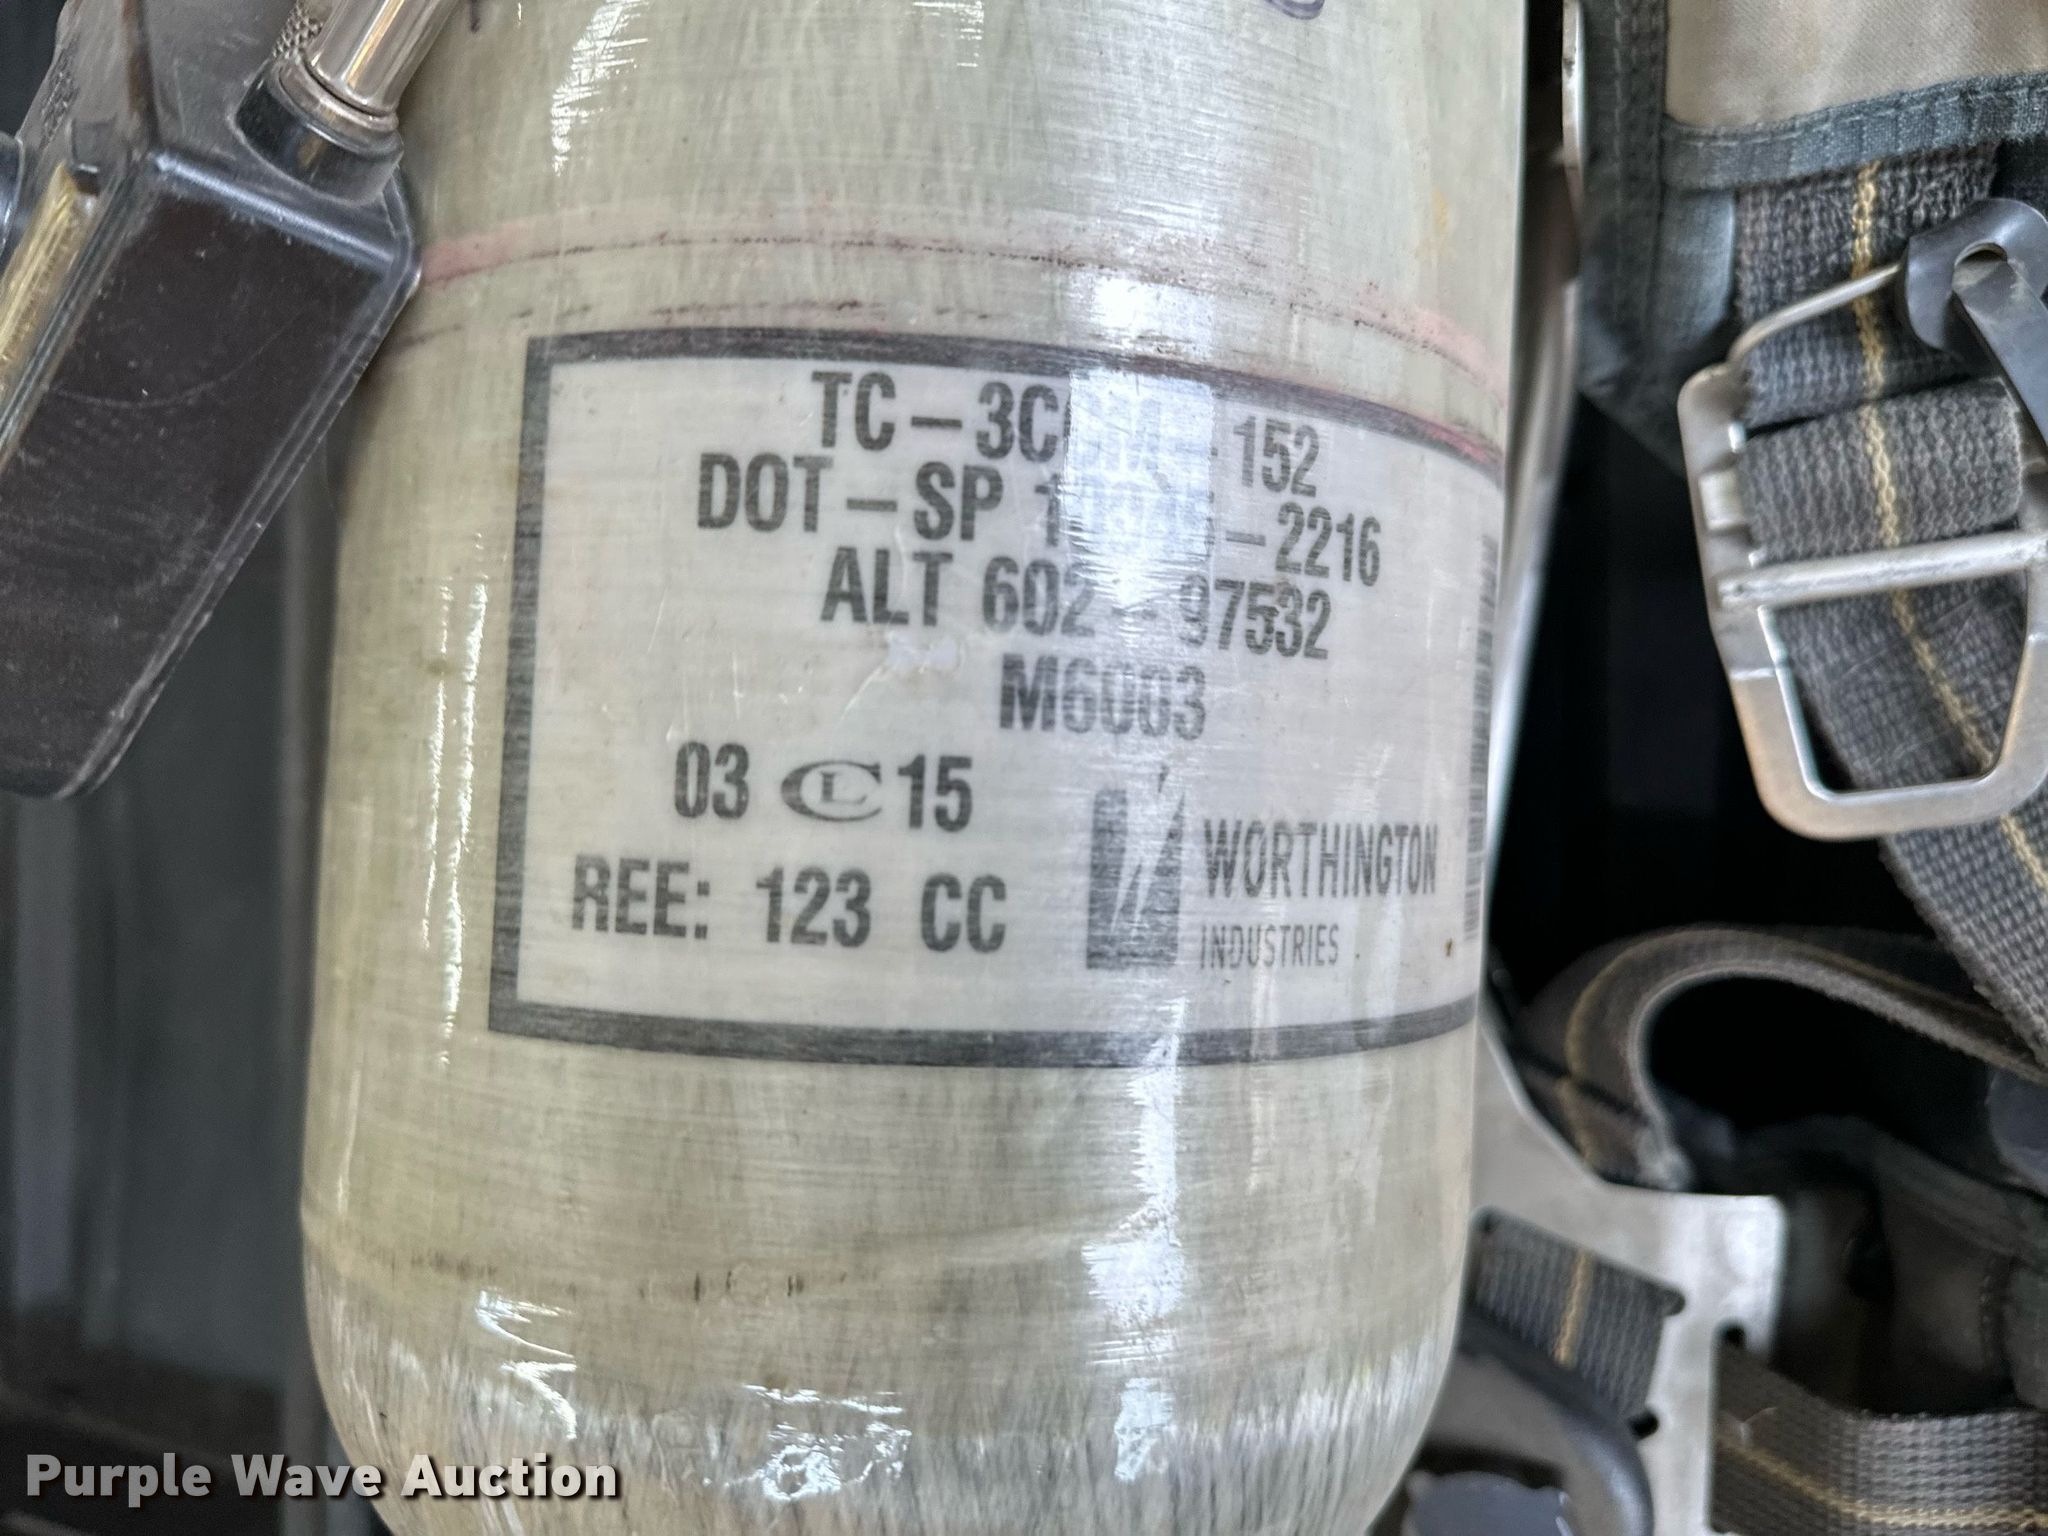 TC-3C 152
DOT-SP -2216
ALT 602-97532
M6003
03 CL 15
REE: 123 CC
WORTHINGTON
INDUSTRIES
Purple Wave Auction